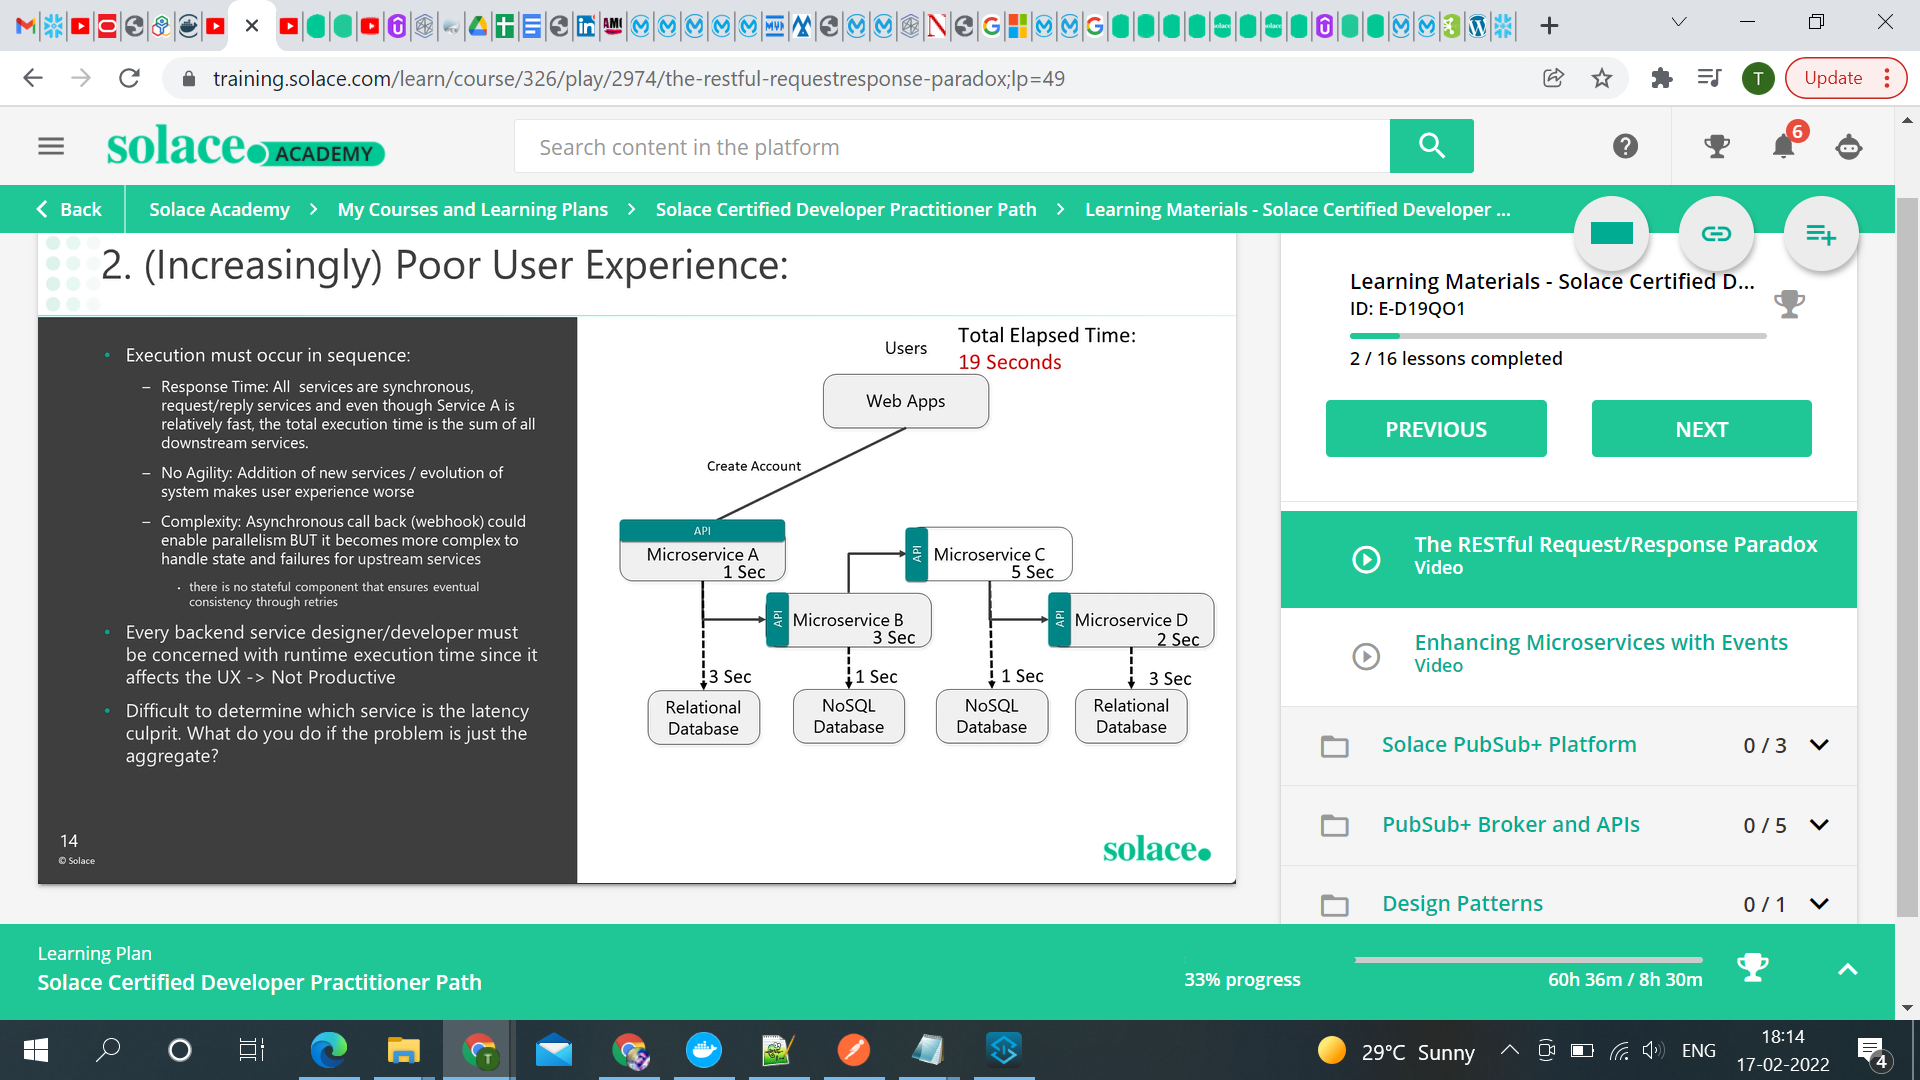 training.solace.com/learn/course/326/play/2974/the-restful-requestresponse-paradox;lp=49
T
Update
solace.
ACADEMY
Search content in the platform
6
Back
Solace Academy > My Courses and Learning Plans > Solace Certified Developer Practitioner Path > Learning Materials - Solace Certified Developer ...
2. (Increasingly) Poor User Experience:
• Execution must occur in sequence:
– Response Time: All services are synchronous,
request/reply services and even though Service A is
relatively fast, the total execution time is the sum of all
downstream services.
– No Agility: Addition of new services / evolution of
system makes user experience worse
– Complexity: Asynchronous call back (webhook) could
enable parallelism BUT it becomes more complex to
handle state and failures for upstream services
• there is no stateful component that ensures eventual
consistency through retries
• Every backend service designer/developer must
be concerned with runtime execution time since it
affects the UX -> Not Productive
• Difficult to determine which service is the latency
culprit. What do you do if the problem is just the
aggregate?
14
© Solace
Users
Total Elapsed Time:
19 Seconds
Web Apps
Create Account
API
Microservice A
1 Sec
API
Microservice C
5 Sec
API
Microservice B
3 Sec
API
Microservice D
2 Sec
3 Sec
1 Sec
1 Sec
3 Sec
Relational
Database
NoSQL
Database
NoSQL
Database
Relational
Database
solace.
Learning Materials - Solace Certified D...
ID: E-D19QO1
2 / 16 lessons completed
PREVIOUS
NEXT
The RESTful Request/Response Paradox
Video
Enhancing Microservices with Events
Video
Solace PubSub+ Platform 0 / 3
PubSub+ Broker and APIs 0 / 5
Design Patterns 0 / 1
Learning Plan
Solace Certified Developer Practitioner Path
33% progress
60h 36m / 8h 30m
29°C Sunny
ENG
18:14
17-02-2022
4